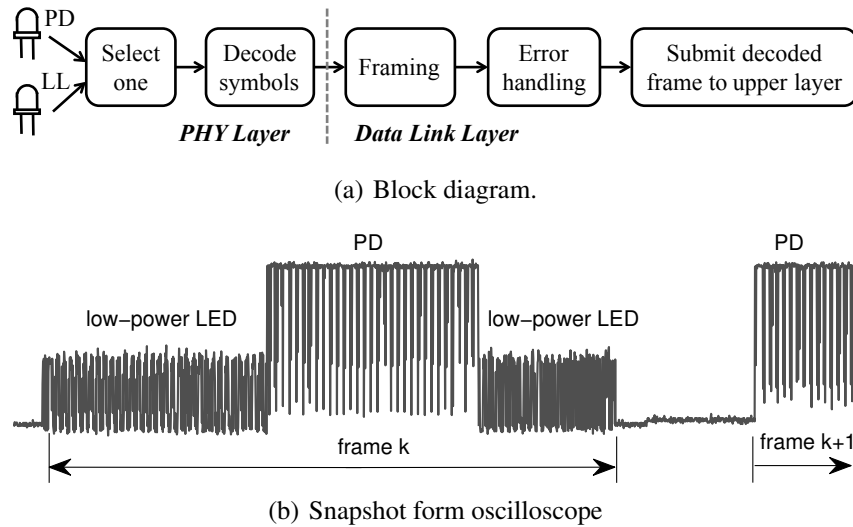 PD
LL
Select
one
Decode
symbols
Framing
Error
handling
Submit decoded
frame to upper layer
PHY Layer
Data Link Layer
(a) Block diagram.
PD
PD
low−power LED
low−power LED
frame k
frame k+1
(b) Snapshot form oscilloscope